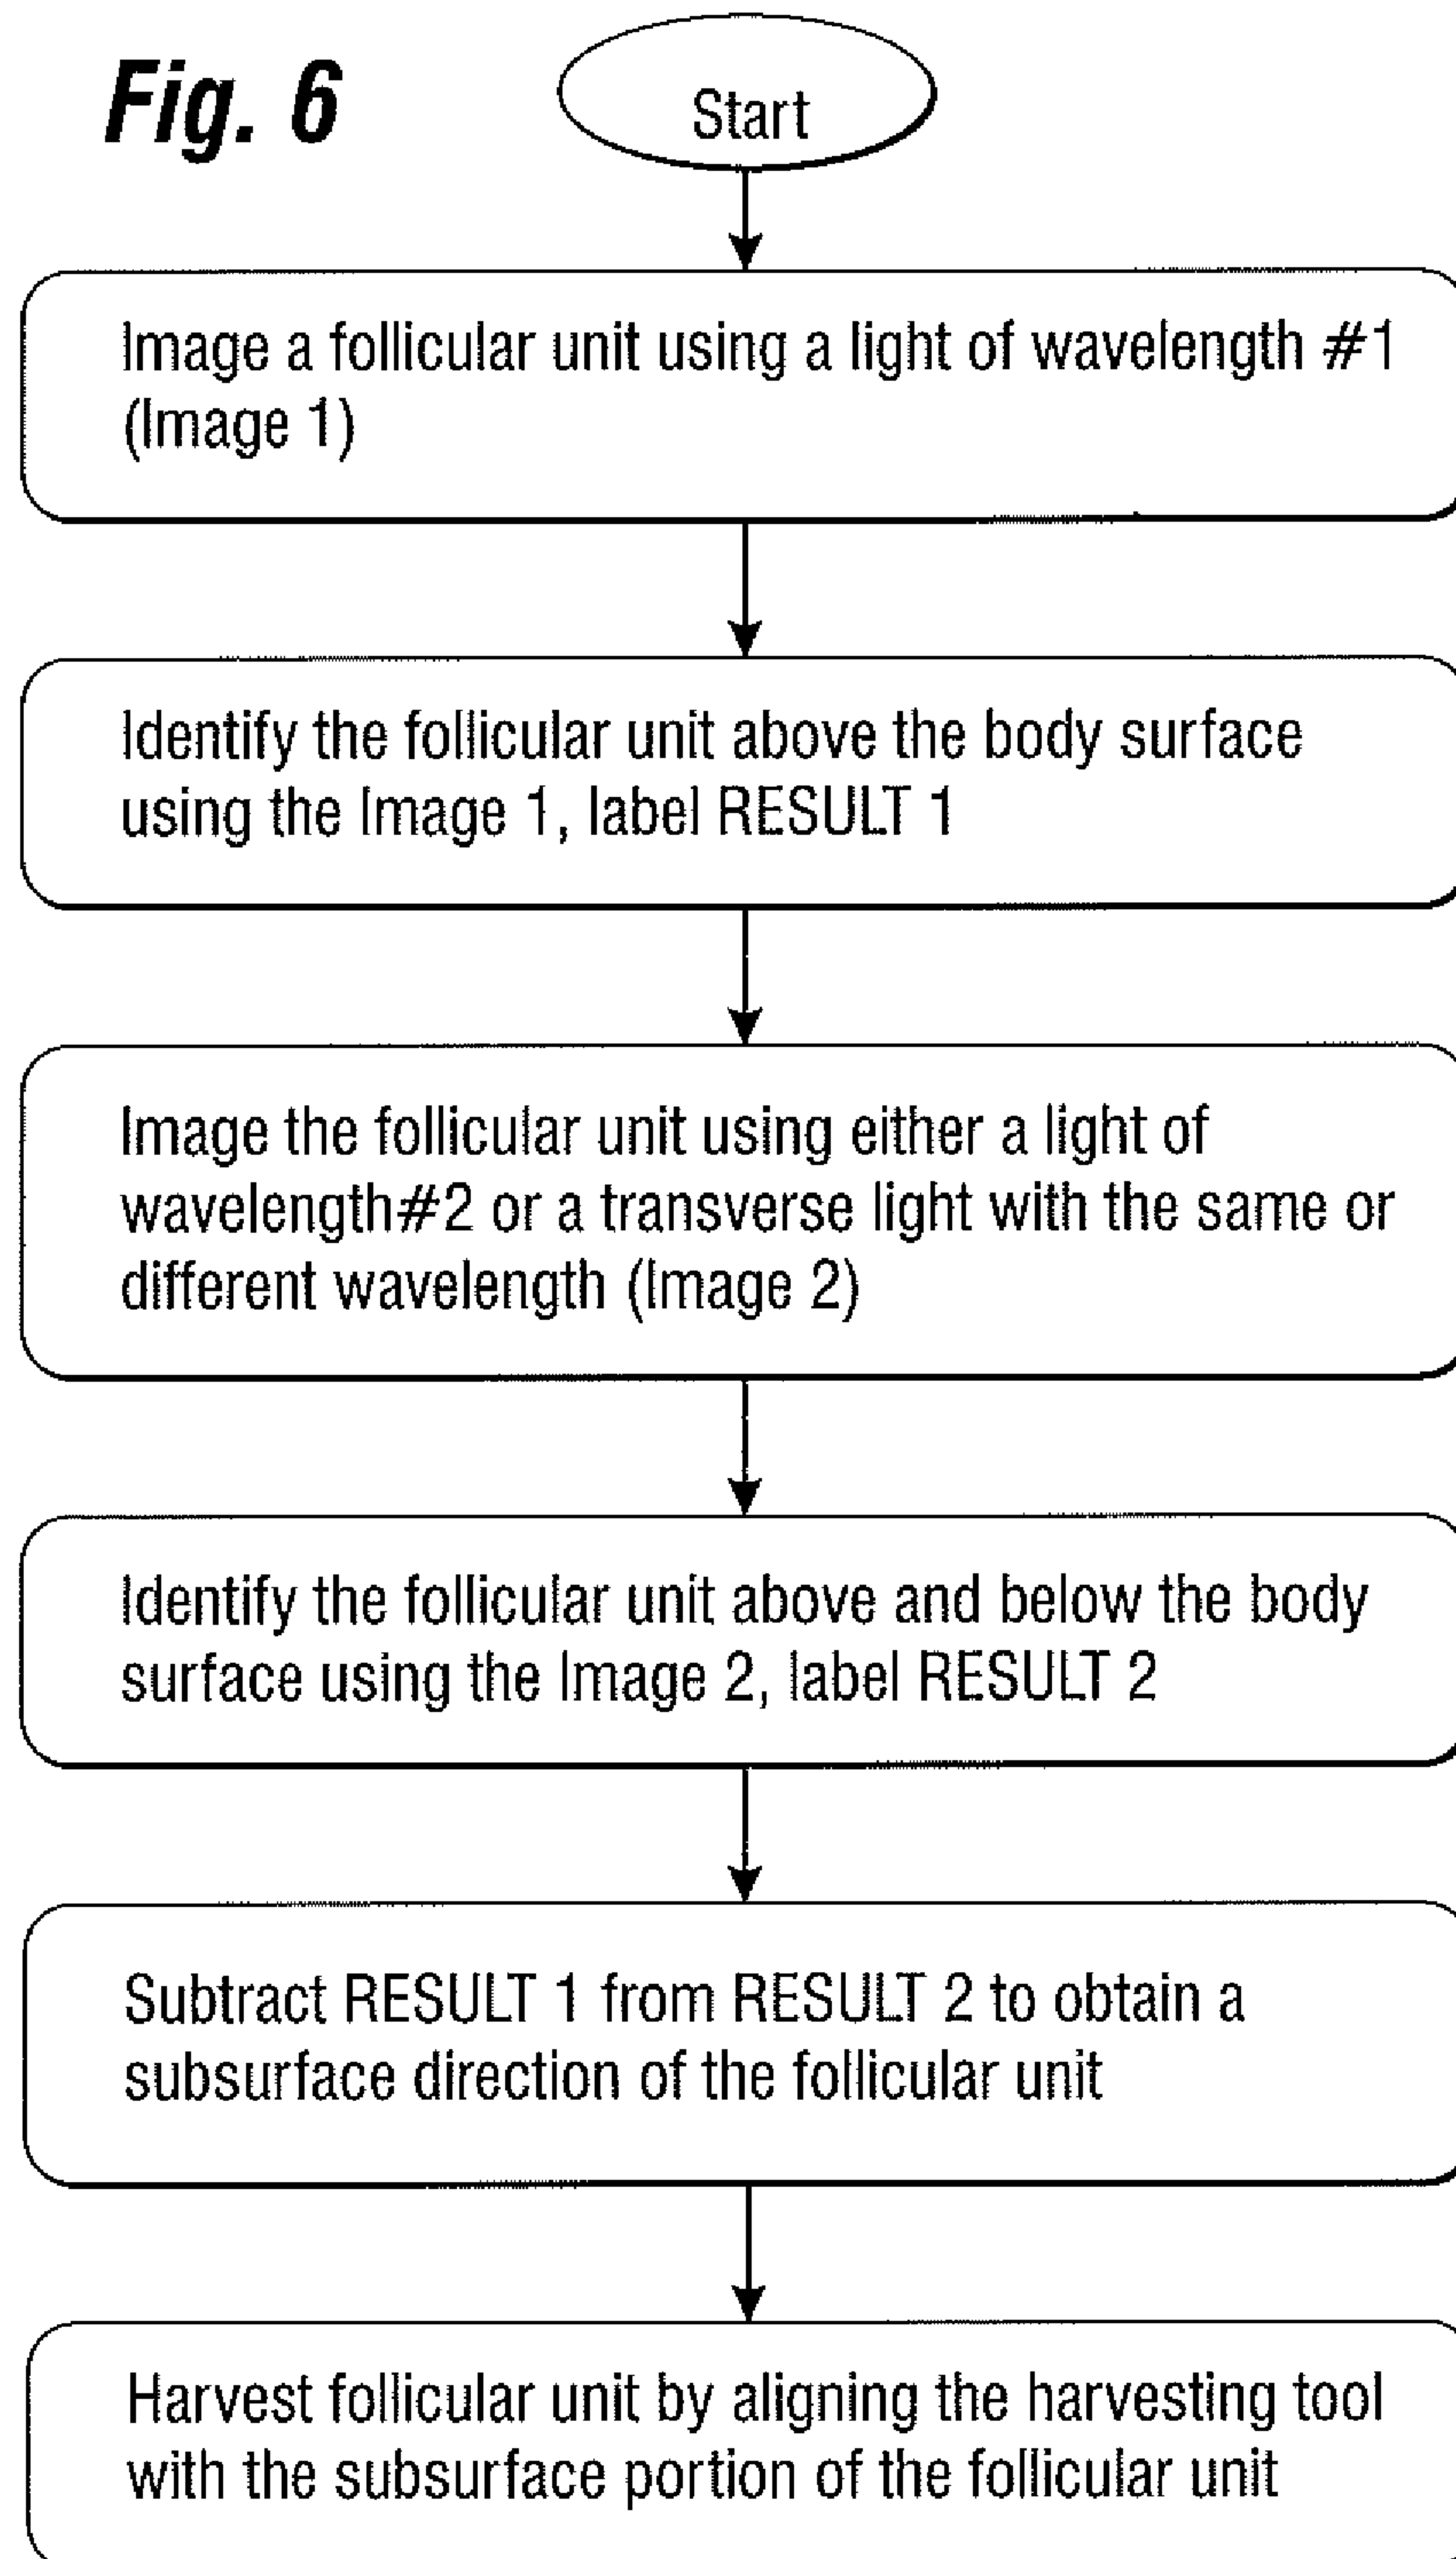 Fig. 6
Start
Image a follicular unit using a light of wavelength #1
(Image 1)
Identify the follicular unit above the body surface
using the Image 1, label RESULT 1
Image the follicular unit using either a light of
wavelength#2 or a transverse light with the same or
different wavelength (Image 2)
Identify the follicular unit above and below the body
surface using the Image 2, label RESULT 2
Subtract RESULT 1 from RESULT 2 to obtain a
subsurface direction of the follicular unit
Harvest follicular unit by aligning the harvesting tool
with the subsurface portion of the follicular unit